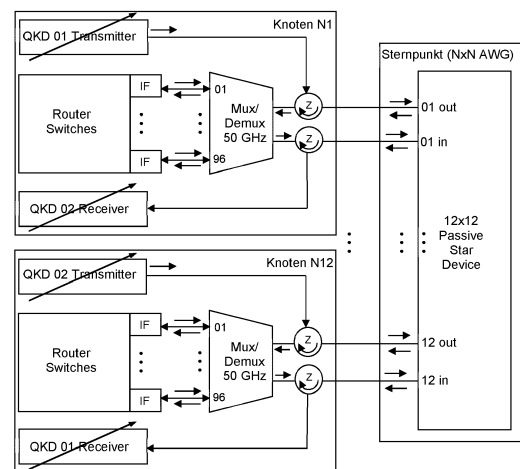 Knoten N1
QKD 01 Transmitter
Sternpunkt (NxN AWG)
IF
01
Router
Switches
Mux/
Demux
50 GHz
Z
01 out
Z
01 in
IF
96
QKD 02 Receiver
12x12
Passive
Star
Device
Knoten N12
QKD 02 Transmitter
IF
01
Router
Switches
Mux/
Demux
50 GHz
Z
12 out
Z
12 in
IF
96
QKD 01 Receiver